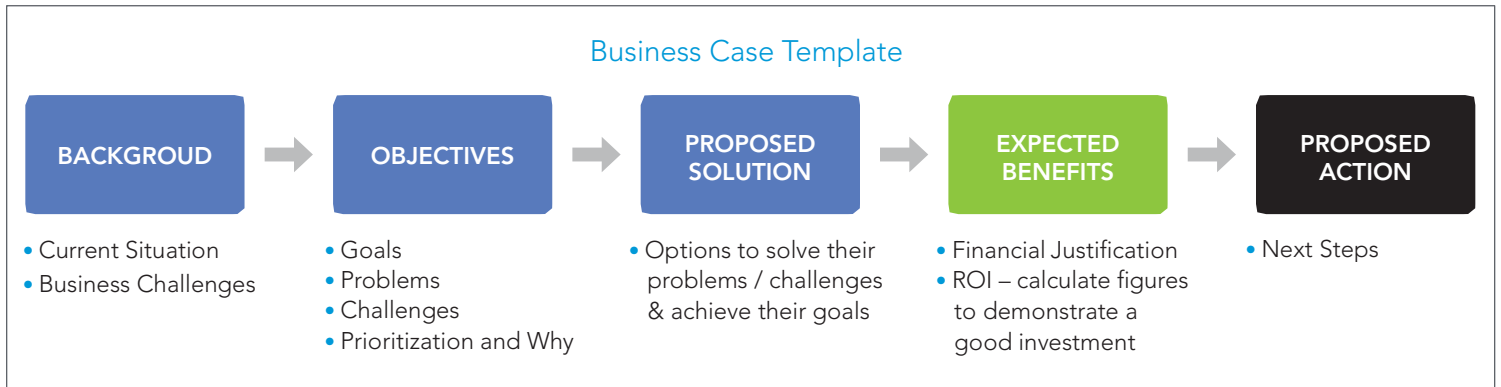 Business Case Template
BACKGROUD
OBJECTIVES
PROPOSED
SOLUTION
EXPECTED
BENEFITS
PROPOSED
ACTION
• Current Situation
• Business Challenges
• Goals
• Problems
• Challenges
• Prioritization and Why
• Options to solve their
problems / challenges
& achieve their goals
• Financial Justification
• ROI – calculate figures
to demonstrate a
good investment
• Next Steps